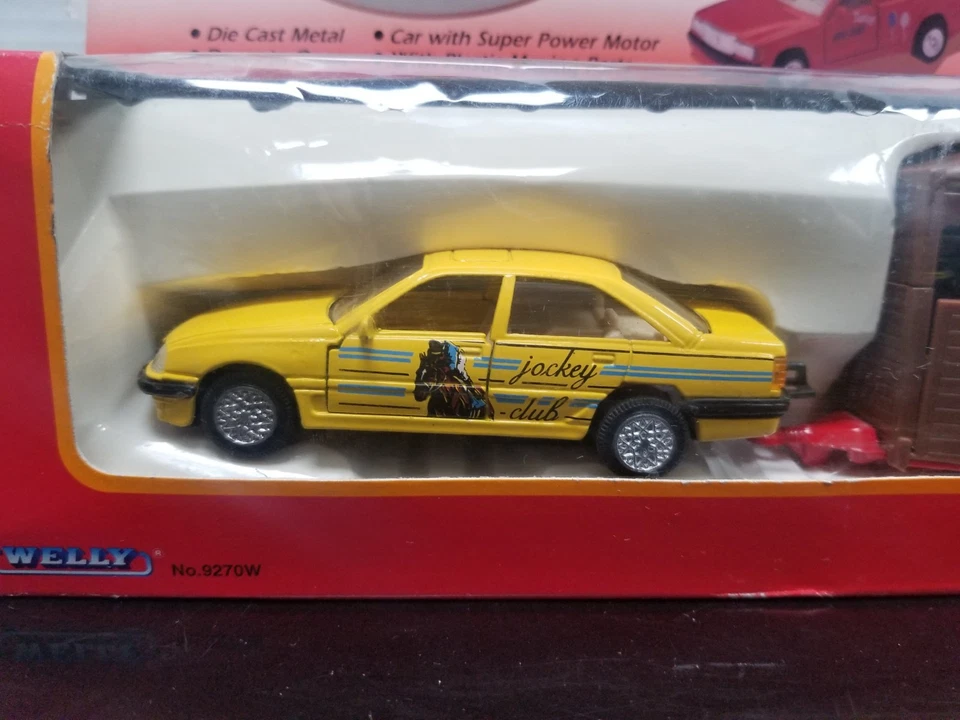 • Die Cast Metal
• Car with Super Power Motor
jockey
club
WELLY®
No.9270W